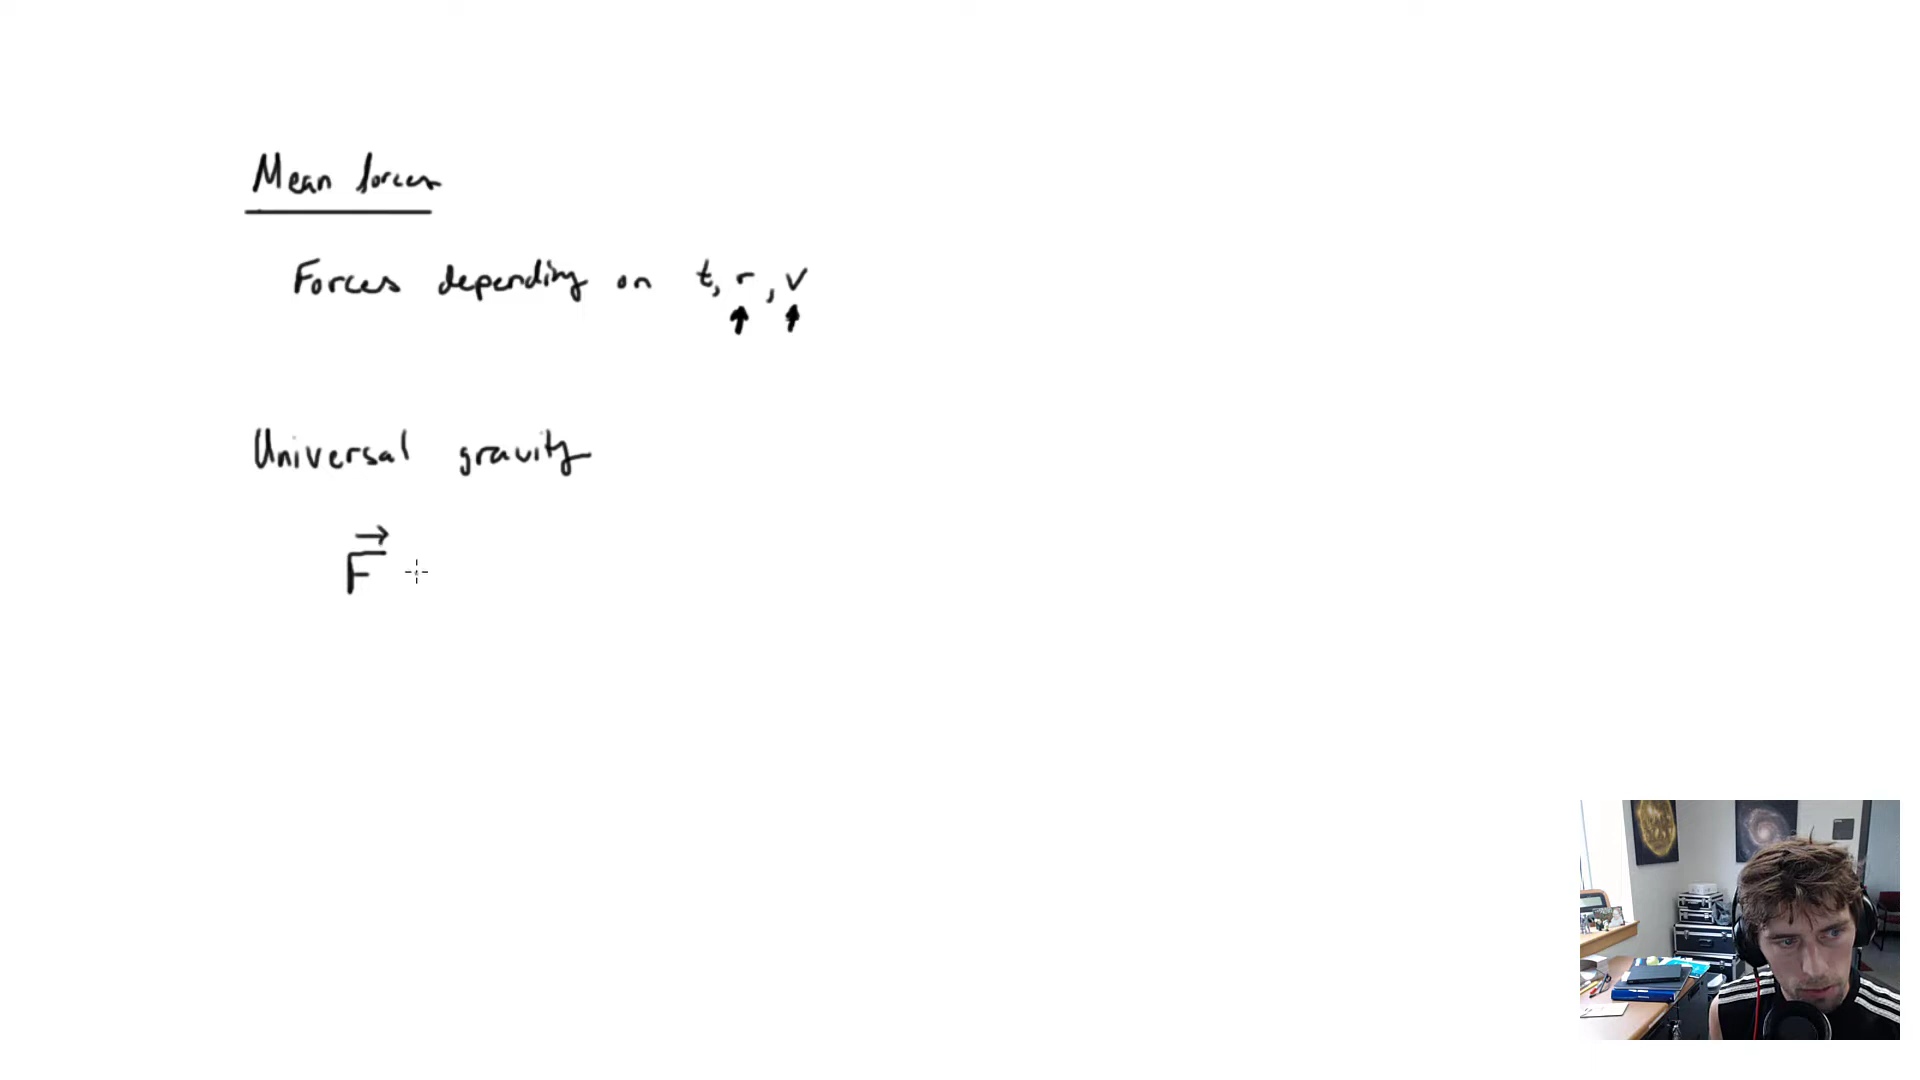 Mean forces
Forces depending on t, r, v
Universal gravity
F⃗